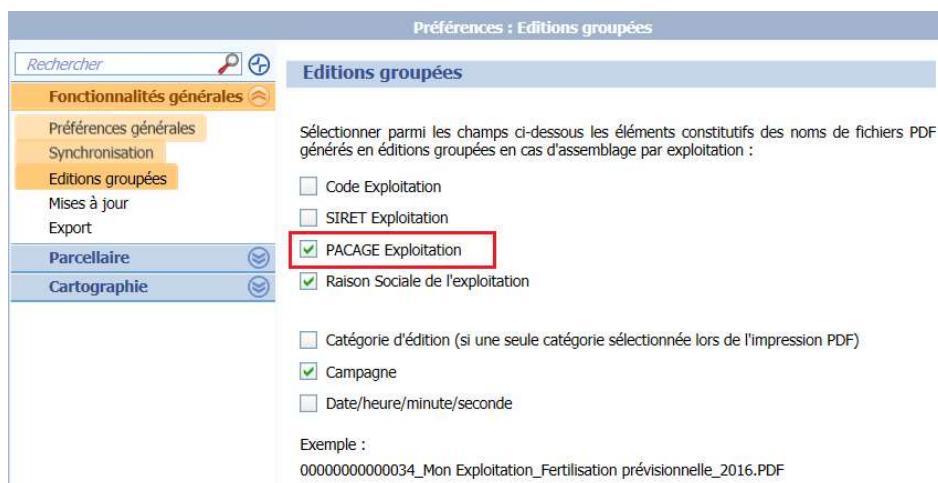 Préférences : Editions groupées
Rechercher
Fonctionnalités générales
Préférences générales
Synchronisation
Editions groupées
Mises à jour
Export
Parcellaire
Cartographie
Editions groupées
Sélectionner parmi les champs ci-dessous les éléments constitutifs des noms de fichiers PDF
générés en éditions groupées en cas d'assemblage par exploitation :
Code Exploitation
SIRET Exploitation
PACAGE Exploitation
Raison Sociale de l'exploitation
Catégorie d'édition (si une seule catégorie sélectionnée lors de l'impression PDF)
Campagne
Date/heure/minute/seconde
Exemple :
00000000000034_Mon Exploitation_Fertilisation prévisionnelle_2016.PDF